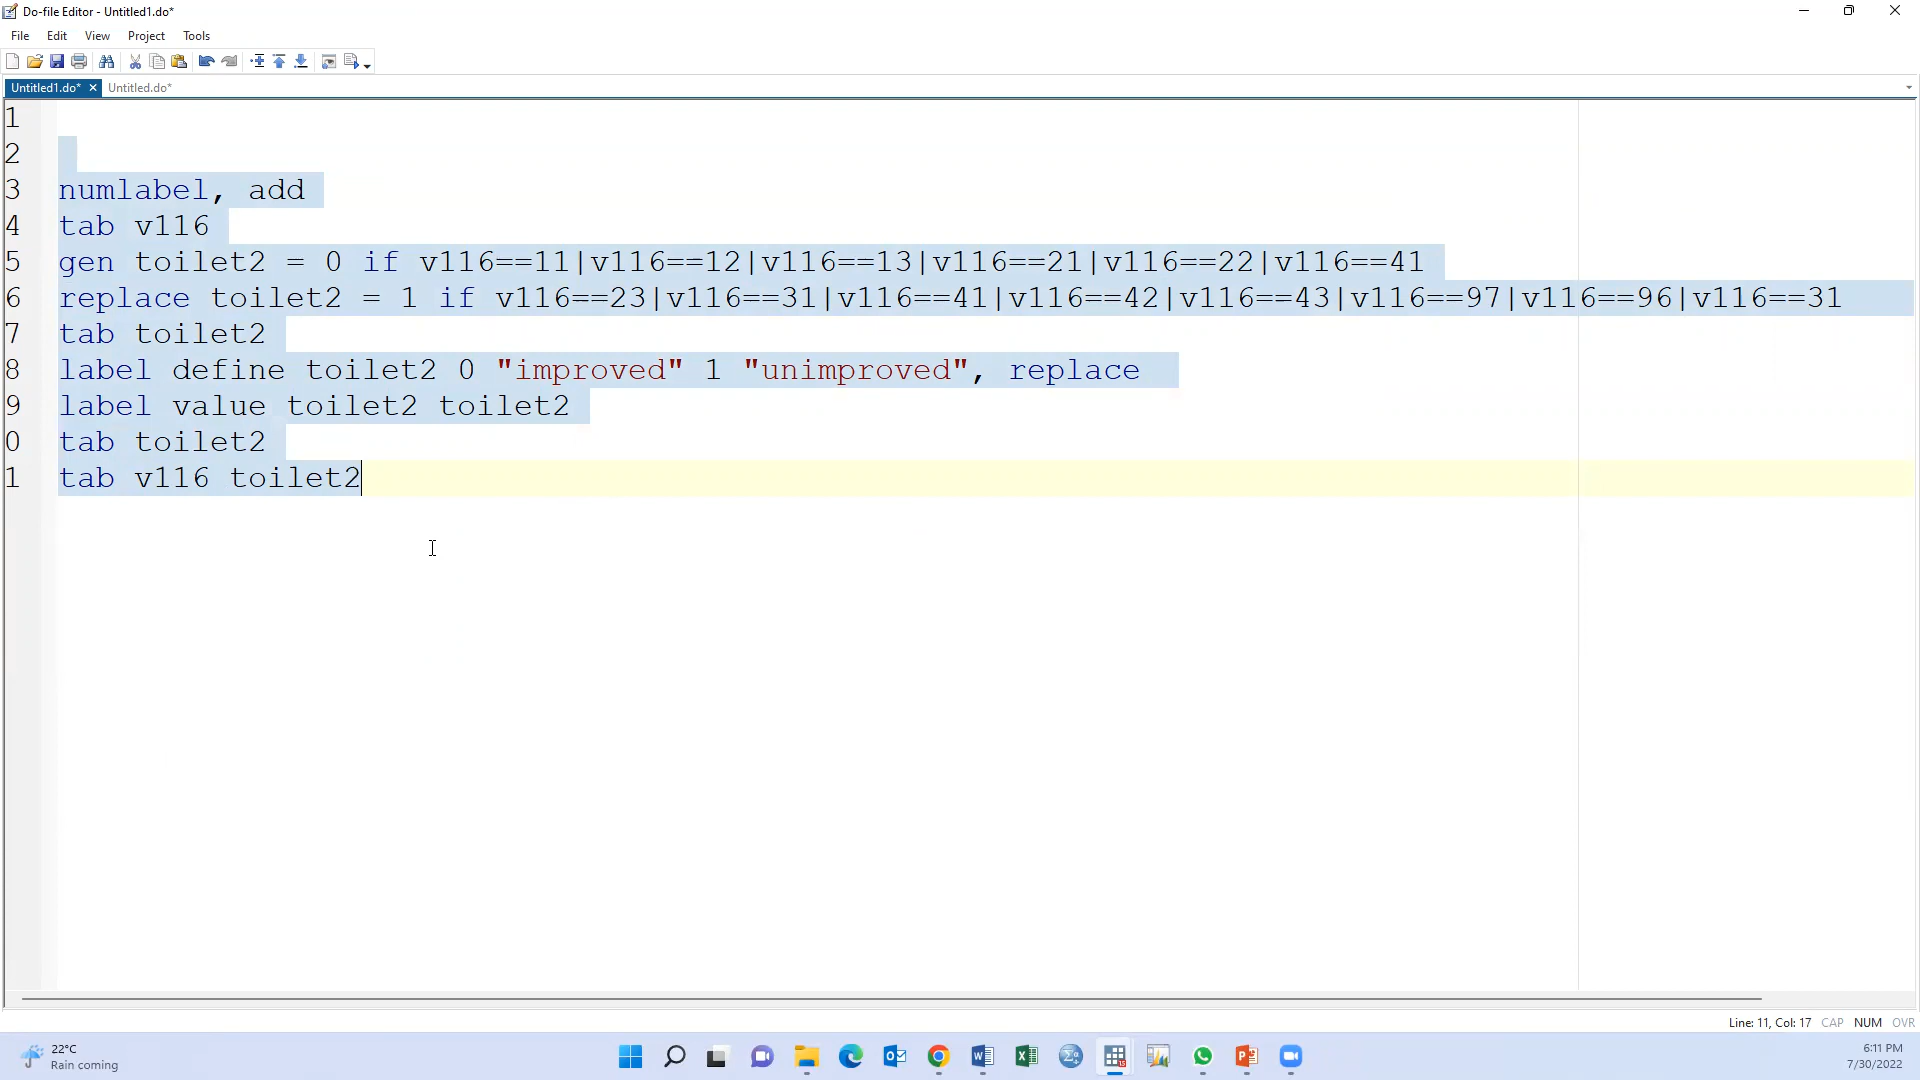 Do-file Editor - Untitled1.do*
File Edit View Project Tools
Untitled1.do* Untitled.do*
1
2
3 numlabel, add
4 tab v116
5 gen toilet2 = 0 if v116==11|v116==12|v116==13|v116==21|v116==22|v116==41
6 replace toilet2 = 1 if v116==23|v116==31|v116==41|v116==42|v116==43|v116==97|v116==96|v116==31
7 tab toilet2
8 label define toilet2 0 "improved" 1 "unimproved", replace
9 label value toilet2 toilet2
0 tab toilet2
1 tab v116 toilet2
Line: 11, Col: 17 CAP NUM OVR
22°C
Rain coming
6:11 PM
7/30/2022